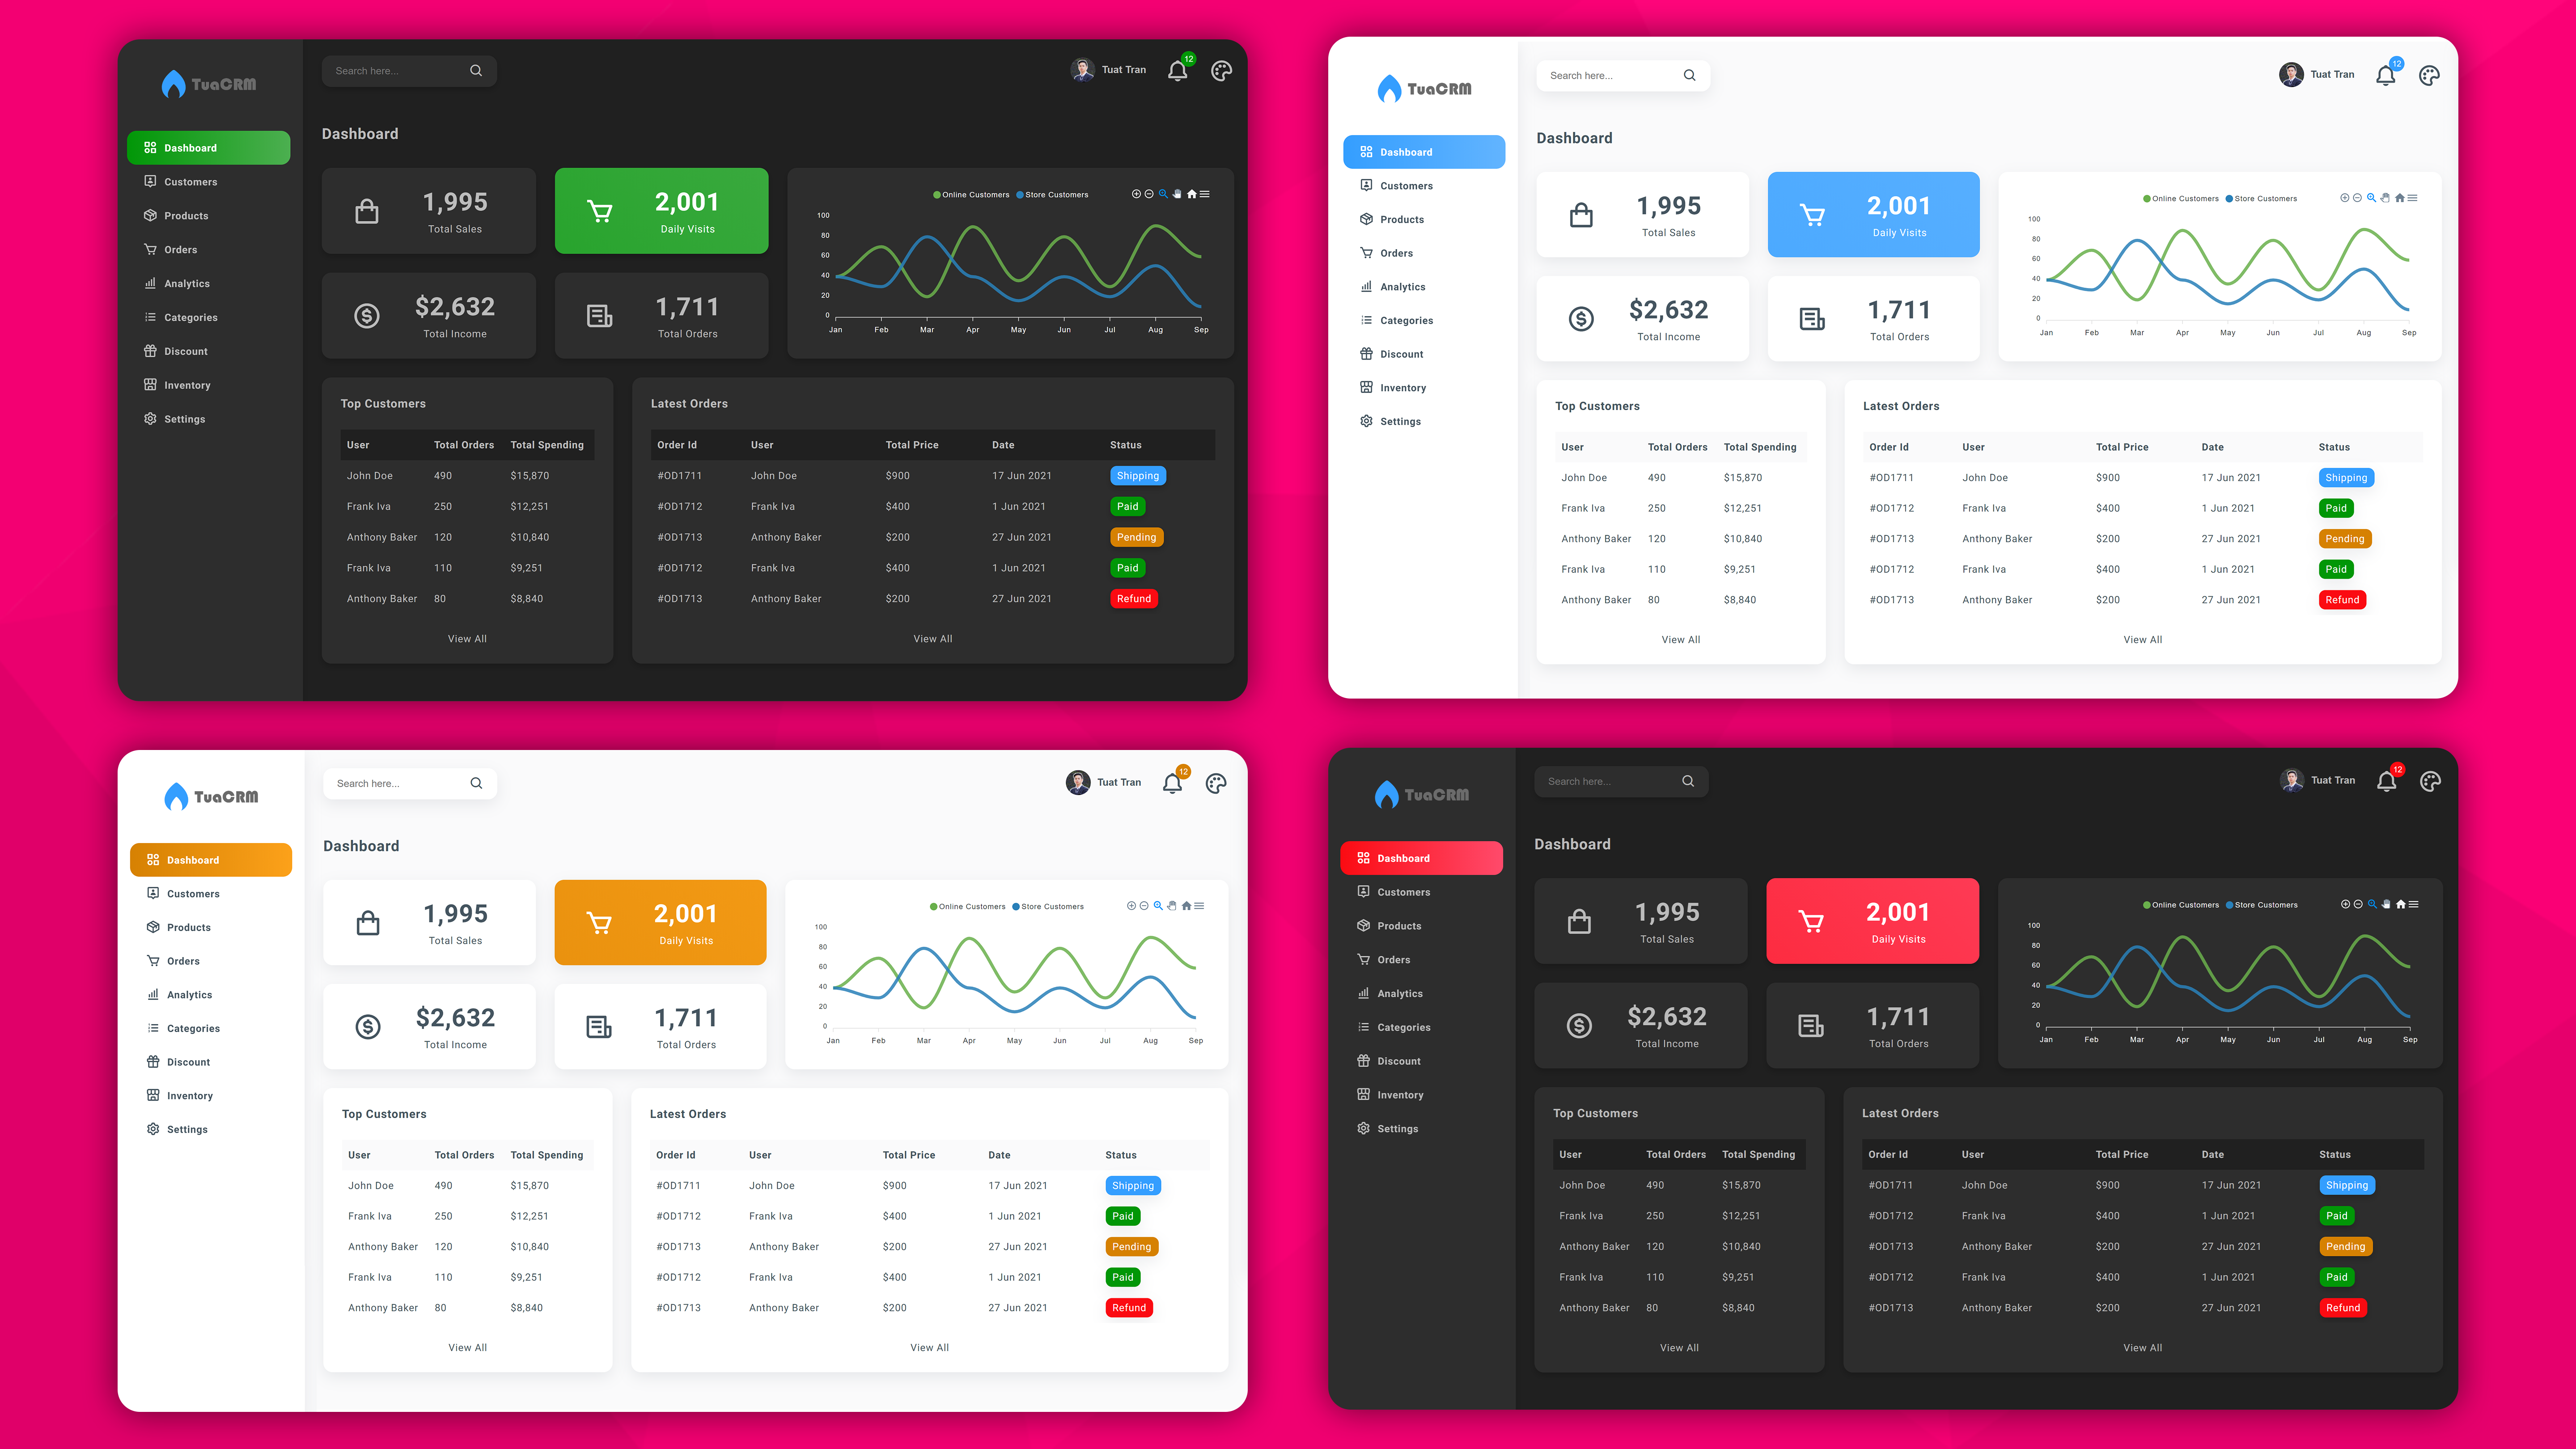 TuaCRM
Dashboard
Customers
Products
Orders
Analytics
Categories
Discount
Inventory
Settings
Search here...
Tuat Tran
12
Dashboard
1,995
Total Sales
2,001
Daily Visits
$2,632
Total Income
1,711
Total Orders
Online Customers Store Customers
100
80
60
40
20
0
Jan Feb Mar Apr May Jun Jul Aug Sep
Top Customers
User Total Orders Total Spending
John Doe 490 $15,870
Frank Iva 250 $12,251
Anthony Baker 120 $10,840
Frank Iva 110 $9,251
Anthony Baker 80 $8,840
View All
Latest Orders
Order Id User Total Price Date Status
#OD1711 John Doe $900 17 Jun 2021 Shipping
#OD1712 Frank Iva $400 1 Jun 2021 Paid
#OD1713 Anthony Baker $200 27 Jun 2021 Pending
#OD1712 Frank Iva $400 1 Jun 2021 Paid
#OD1713 Anthony Baker $200 27 Jun 2021 Refund
View All
TuaCRM
Dashboard
Customers
Products
Orders
Analytics
Categories
Discount
Inventory
Settings
Search here...
Tuat Tran
12
Dashboard
1,995
Total Sales
2,001
Daily Visits
$2,632
Total Income
1,711
Total Orders
Online Customers Store Customers
100
80
60
40
20
0
Jan Feb Mar Apr May Jun Jul Aug Sep
Top Customers
User Total Orders Total Spending
John Doe 490 $15,870
Frank Iva 250 $12,251
Anthony Baker 120 $10,840
Frank Iva 110 $9,251
Anthony Baker 80 $8,840
View All
Latest Orders
Order Id User Total Price Date Status
#OD1711 John Doe $900 17 Jun 2021 Shipping
#OD1712 Frank Iva $400 1 Jun 2021 Paid
#OD1713 Anthony Baker $200 27 Jun 2021 Pending
#OD1712 Frank Iva $400 1 Jun 2021 Paid
#OD1713 Anthony Baker $200 27 Jun 2021 Refund
View All
TuaCRM
Dashboard
Customers
Products
Orders
Analytics
Categories
Discount
Inventory
Settings
Search here...
Tuat Tran
12
Dashboard
1,995
Total Sales
2,001
Daily Visits
$2,632
Total Income
1,711
Total Orders
Online Customers Store Customers
100
80
60
40
20
0
Jan Feb Mar Apr May Jun Jul Aug Sep
Top Customers
User Total Orders Total Spending
John Doe 490 $15,870
Frank Iva 250 $12,251
Anthony Baker 120 $10,840
Frank Iva 110 $9,251
Anthony Baker 80 $8,840
View All
Latest Orders
Order Id User Total Price Date Status
#OD1711 John Doe $900 17 Jun 2021 Shipping
#OD1712 Frank Iva $400 1 Jun 2021 Paid
#OD1713 Anthony Baker $200 27 Jun 2021 Pending
#OD1712 Frank Iva $400 1 Jun 2021 Paid
#OD1713 Anthony Baker $200 27 Jun 2021 Refund
View All
TuaCRM
Dashboard
Customers
Products
Orders
Analytics
Categories
Discount
Inventory
Settings
Search here...
Tuat Tran
12
Dashboard
1,995
Total Sales
2,001
Daily Visits
$2,632
Total Income
1,711
Total Orders
Online Customers Store Customers
100
80
60
40
20
0
Jan Feb Mar Apr May Jun Jul Aug Sep
Top Customers
User Total Orders Total Spending
John Doe 490 $15,870
Frank Iva 250 $12,251
Anthony Baker 120 $10,840
Frank Iva 110 $9,251
Anthony Baker 80 $8,840
View All
Latest Orders
Order Id User Total Price Date Status
#OD1711 John Doe $900 17 Jun 2021 Shipping
#OD1712 Frank Iva $400 1 Jun 2021 Paid
#OD1713 Anthony Baker $200 27 Jun 2021 Pending
#OD1712 Frank Iva $400 1 Jun 2021 Paid
#OD1713 Anthony Baker $200 27 Jun 2021 Refund
View All